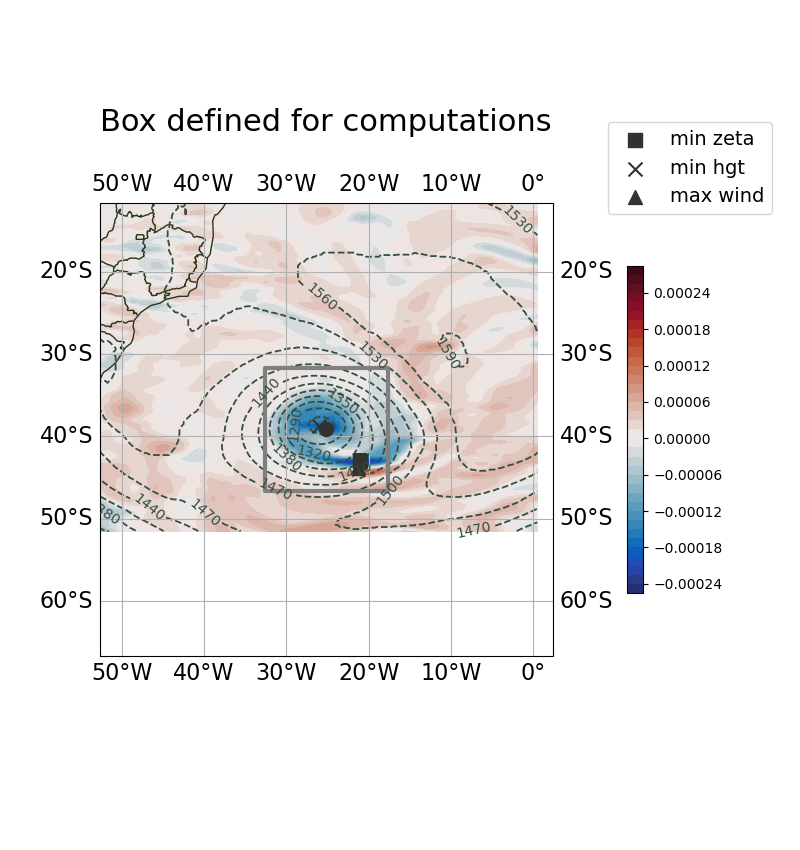 Box defined for computations
min zeta
min hgt
max wind
50°W 40°W 30°W 20°W 10°W 0°
20°S 20°S
30°S 30°S
40°S 40°S
50°S 50°S
60°S 60°S
50°W 40°W 30°W 20°W 10°W 0°
1530
1560
1530
1590
1440
1350
1320
1380
1470
1500
1440
1470
1470
0.00024
0.00018
0.00012
0.00006
0.00000
−0.00006
−0.00012
−0.00018
−0.00024